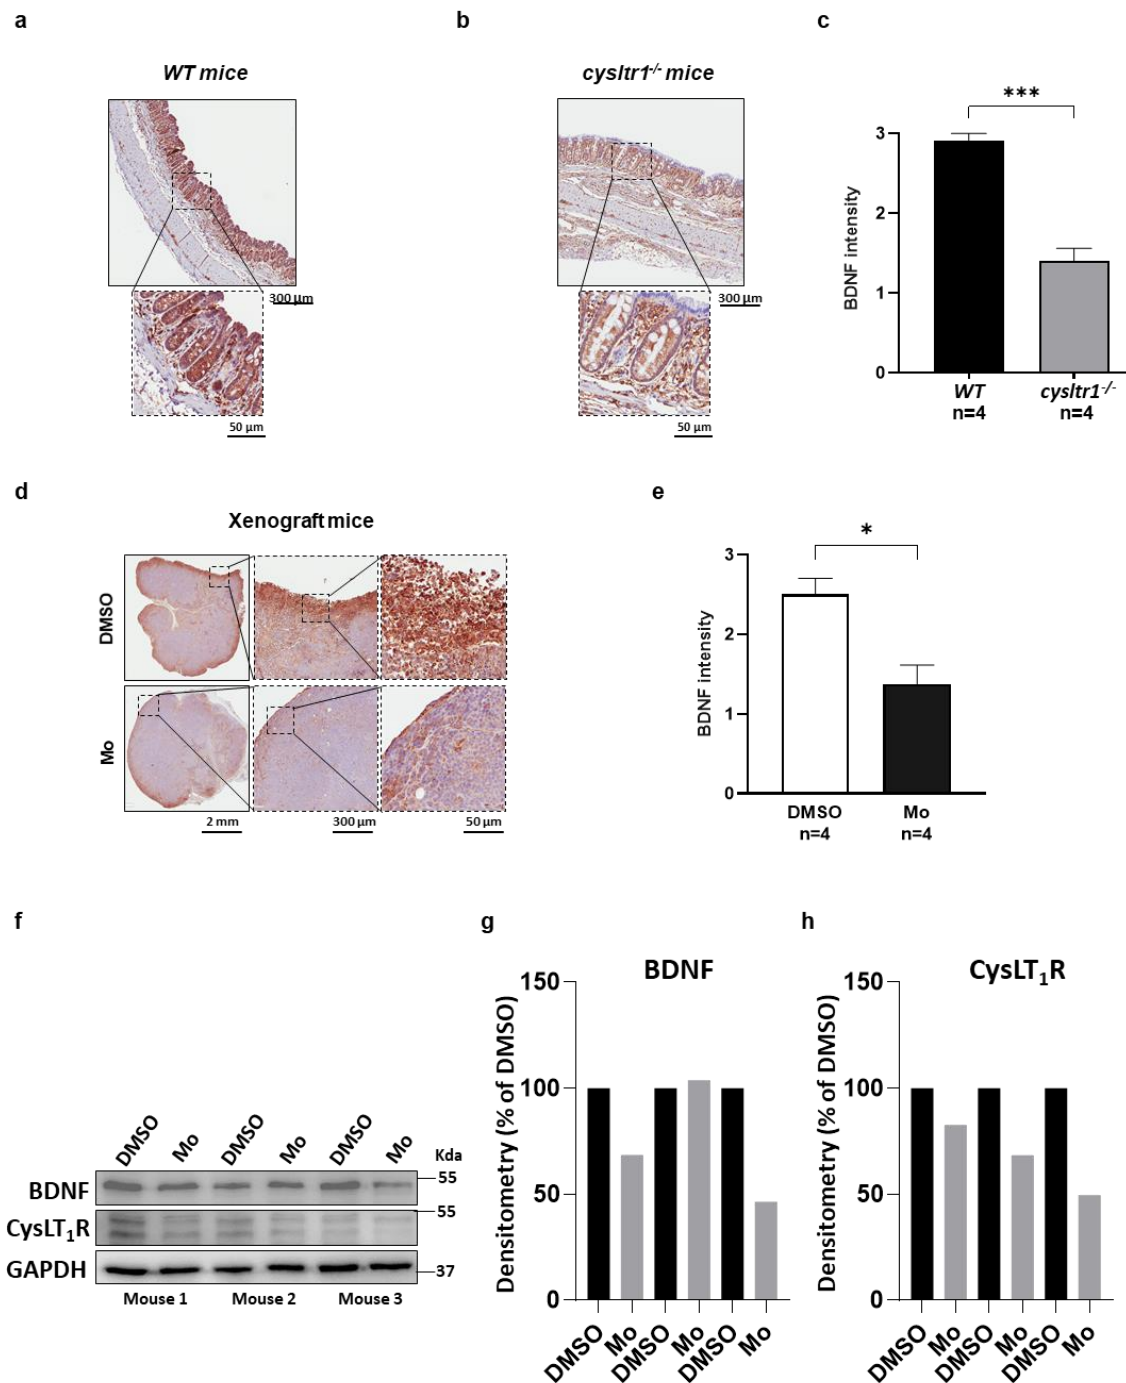 a
b
c
WT mice
cysltr1-/- mice
***
3
2
1
0
BDNF intensity
WT
n=4
cysltr1-/-
n=4
300 µm
50 µm
300 µm
50 µm
d
e
Xenograft mice
DMSO
Mo
2 mm
300 µm
50 µm
*
3
2
1
0
BDNF intensity
DMSO
n=4
Mo
n=4
f
g
h
DMSO
Mo
DMSO
Mo
DMSO
Mo
Kda
BDNF
55
CysLT1R
55
GAPDH
37
Mouse 1
Mouse 2
Mouse 3
BDNF
Densitometry (% of DMSO)
150
100
50
0
DMSO
Mo
DMSO
Mo
DMSO
Mo
CysLT1R
Densitometry (% of DMSO)
150
100
50
0
DMSO
Mo
DMSO
Mo
DMSO
Mo